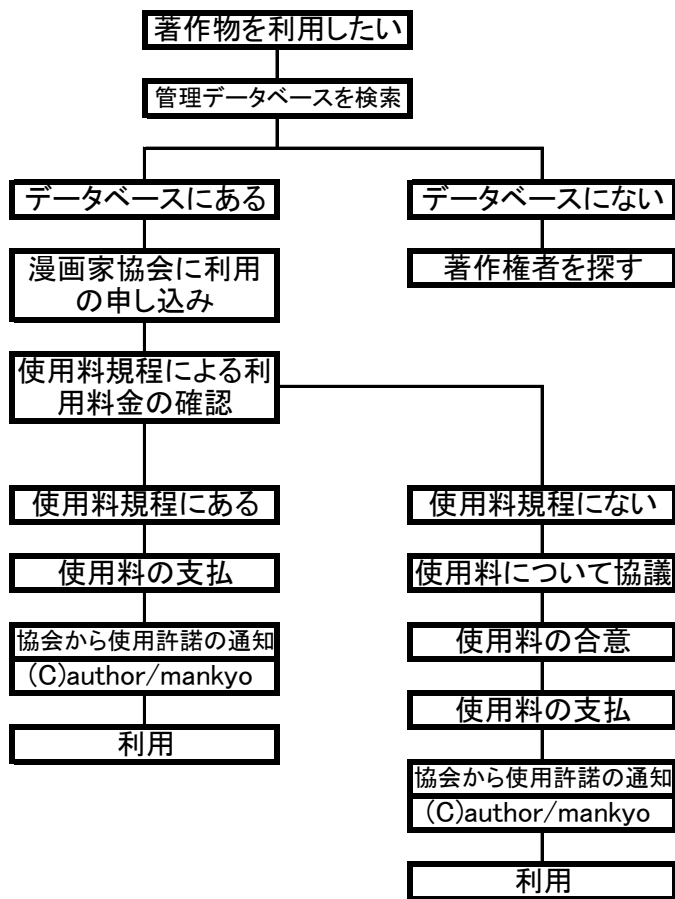 著作物を利用したい
管理データベースを検索
データベースにある
データベースにない
漫画家協会に利用
の申し込み
著作権者を探す
使用料規程による利
用料金の確認
使用料規程にある
使用料規程にない
使用料の支払
使用料について協議
協会から使用許諾の通知
(C)author/mankyo
使用料の合意
利用
使用料の支払
協会から使用許諾の通知
(C)author/mankyo
利用